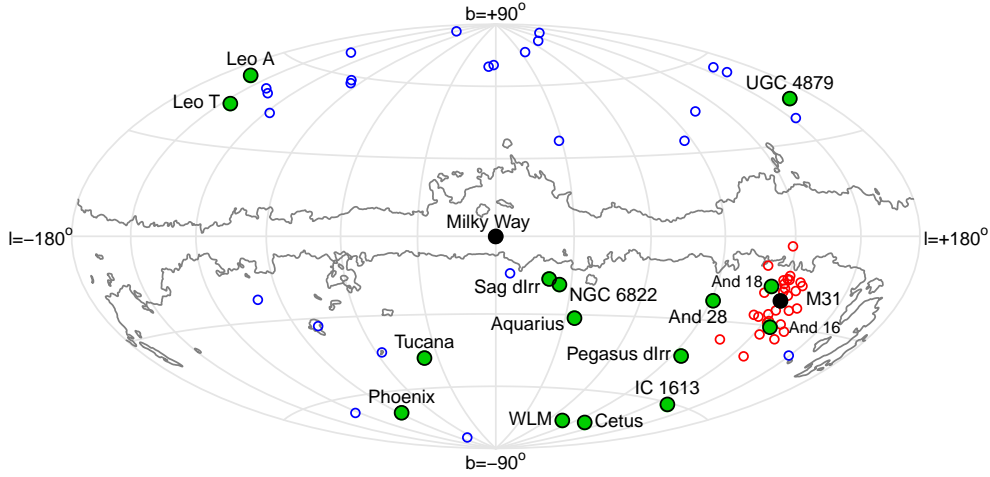 b=+90°
Leo A
UGC 4879
Leo T
Milky Way
l=−180°
l=+180°
Sag dIrr
NGC 6822
And 18
M31
And 28
Aquarius
And 16
Tucana
Pegasus dIrr
IC 1613
Phoenix
WLM
Cetus
b=−90°